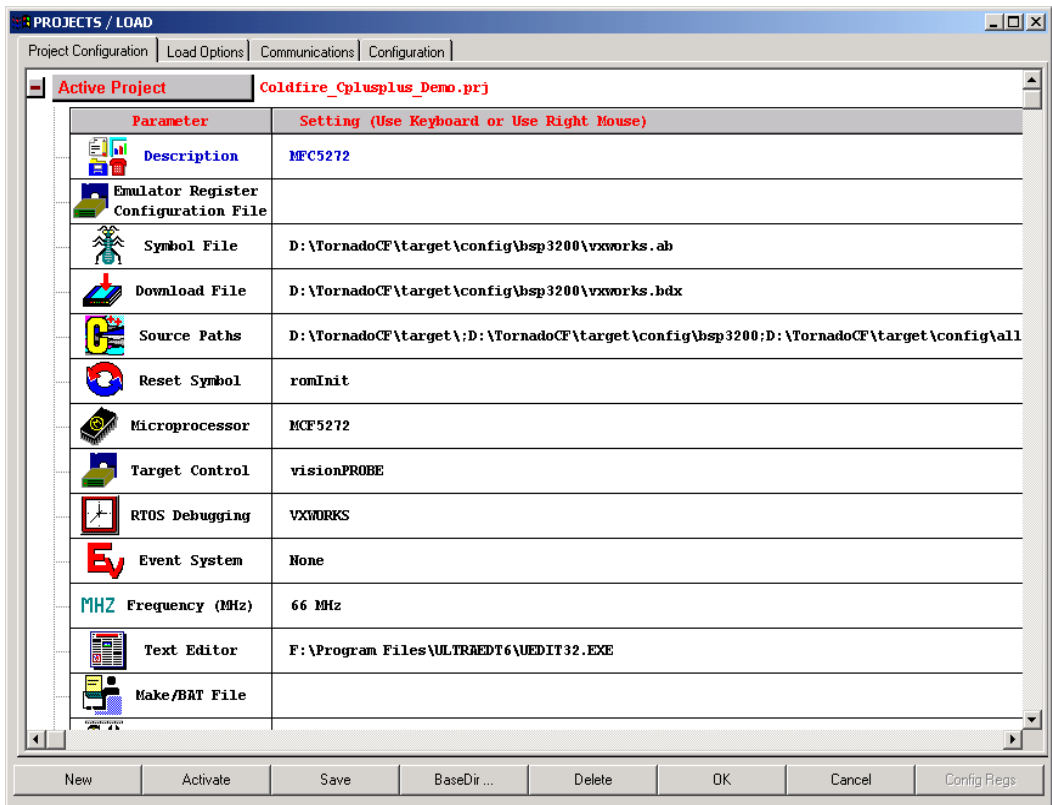 PROJECTS / LOAD
Project Configuration Load Options Communications Configuration
Active Project Coldfire_Cplusplus_Demo.prj
Parameter Setting (Use Keyboard or Use Right Mouse)
Description MFC5272
Emulator Register
Configuration File
Symbol File D:\TornadoCF\target\config\bsp3200\vxworks.ab
Download File D:\TornadoCF\target\config\bsp3200\vxworks.bdx
Source Paths D:\TornadoCF\target\;D:\TornadoCF\target\config\bsp3200;D:\TornadoCF\target\config\all
Reset Symbol romInit
Microprocessor MCF5272
Target Control visionPROBE
RTOS Debugging VXWORKS
Ev Event System None
MHZ Frequency (MHz) 66 MHz
Text Editor F:\Program Files\ULTRAEDT6\UEDIT32.EXE
Make/BAT File
New Activate Save BaseDir ... Delete OK Cancel Config Regs